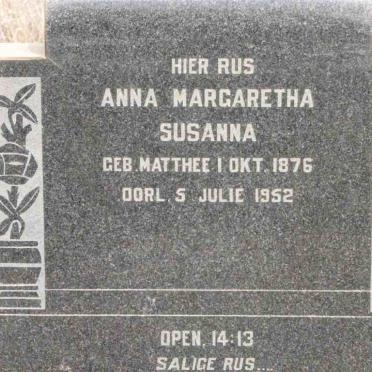 HIER RUS
ANNA MARGARETHA
SUSANNA
GEB. MATTHEE 1 OKT. 1876
OORL. 5 JULIE 1952
OPEN. 14:13
SALIGE RUS....